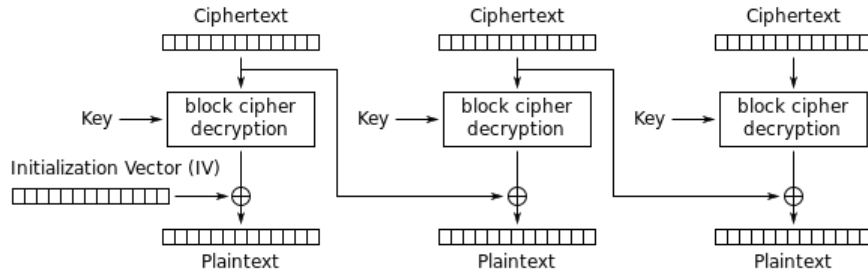 Ciphertext
Ciphertext
Ciphertext
Key
block cipher
decryption
Key
block cipher
decryption
Key
block cipher
decryption
Initialization Vector (IV)
Plaintext
Plaintext
Plaintext